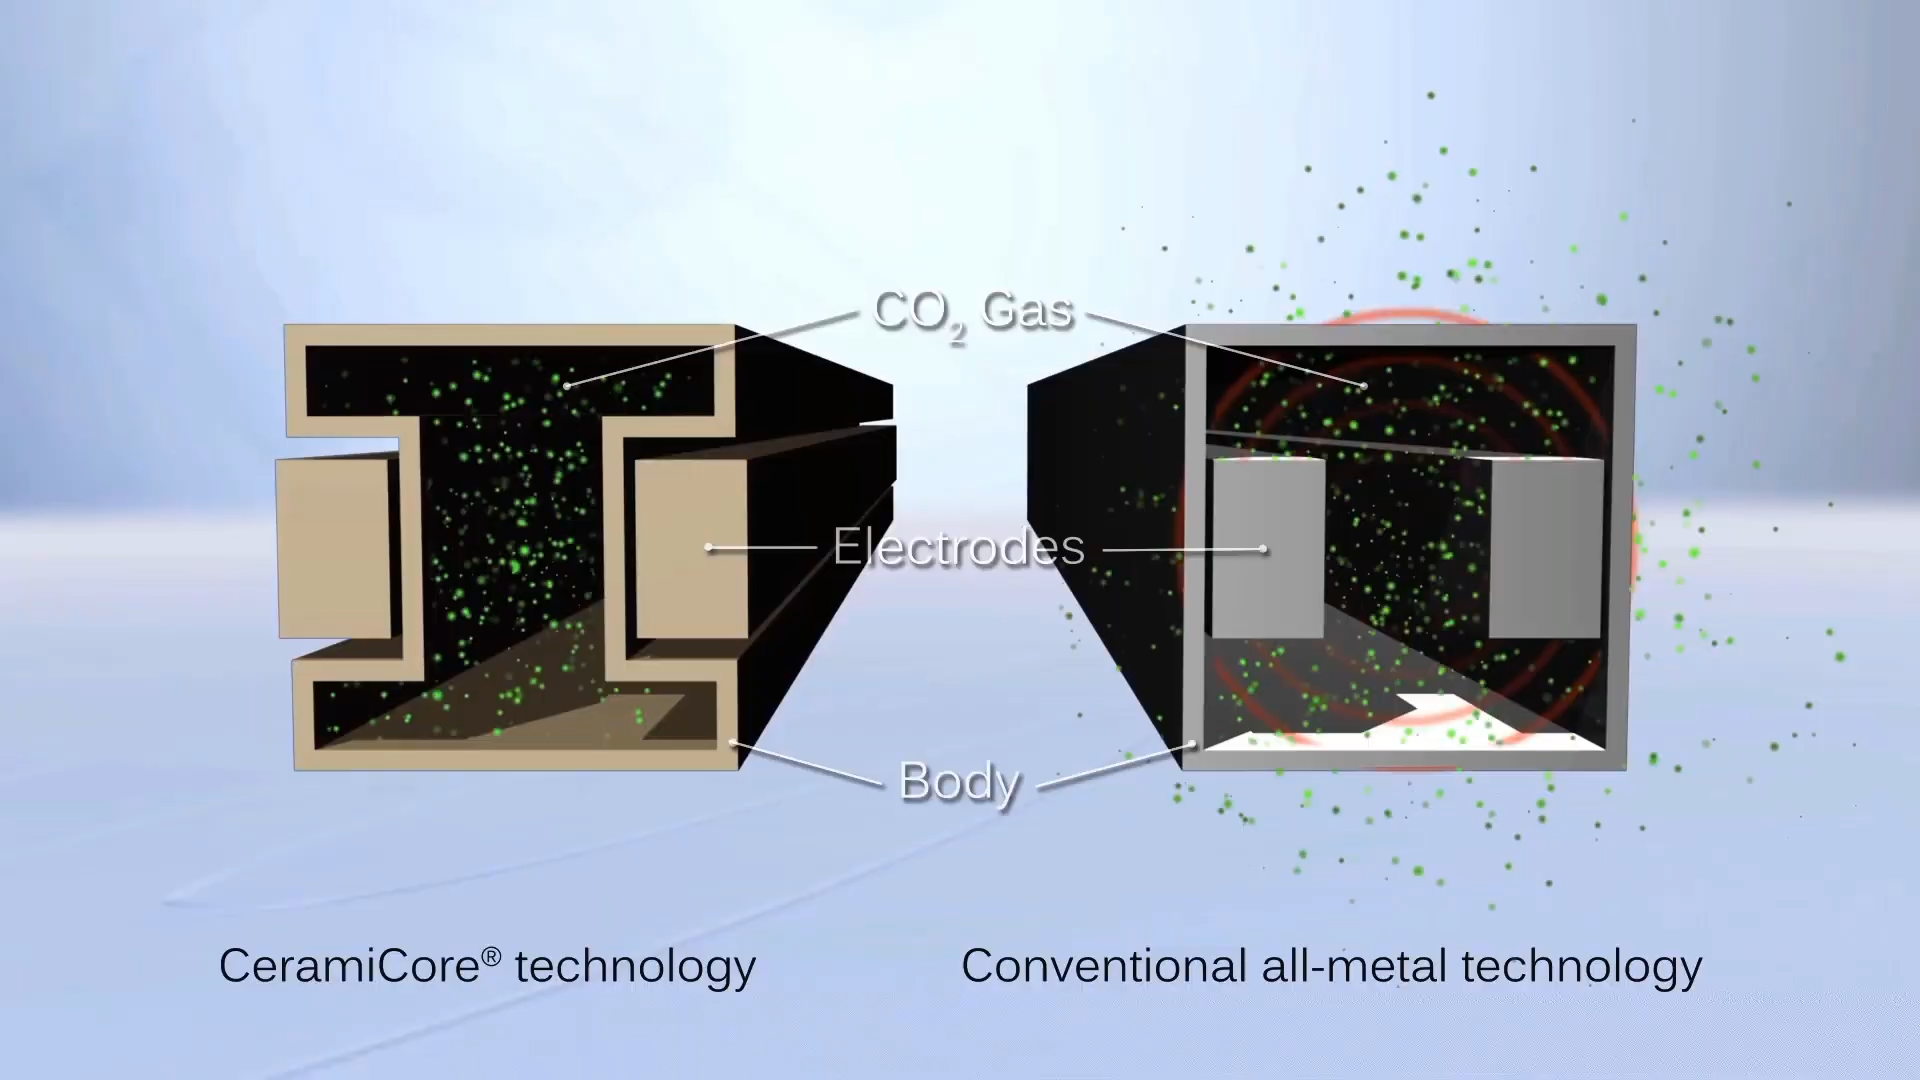 CO₂ Gas
Electrodes
Body
CeramiCore® technology
Conventional all-metal technology